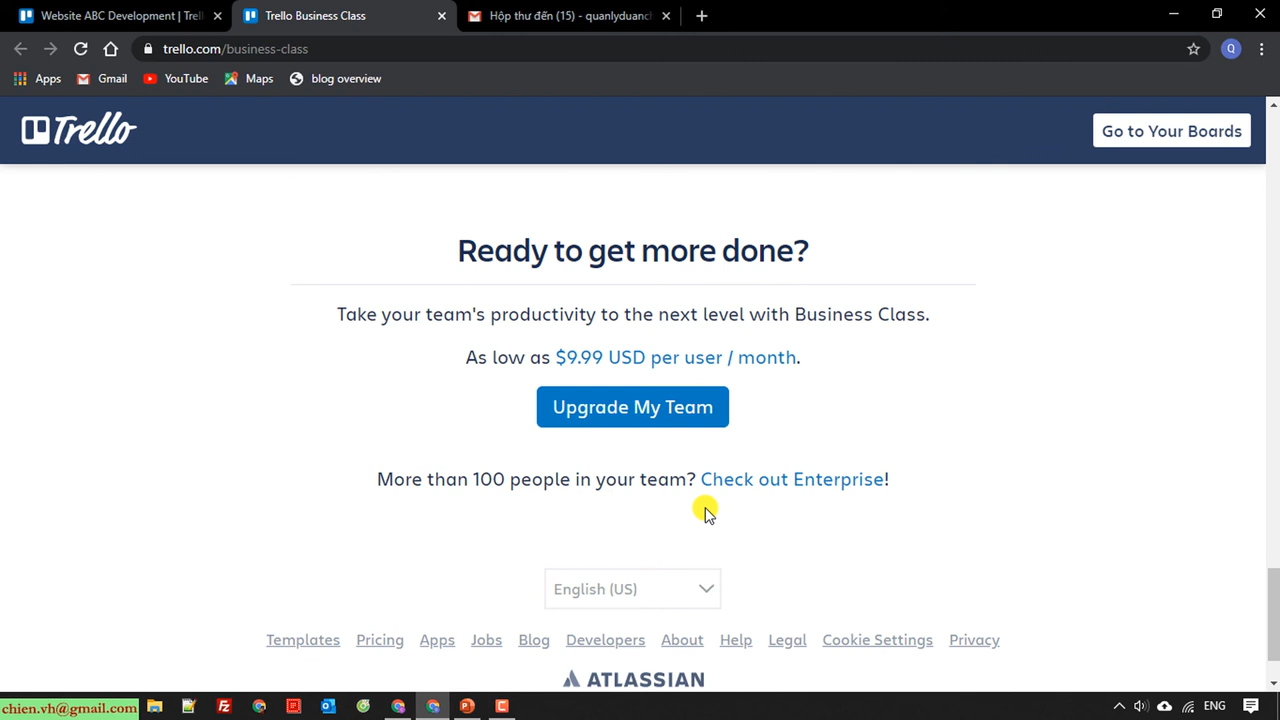 Website ABC Development | Trell
Trello Business Class
Hộp thư đến (15) - quanlyduanch
trello.com/business-class
Q
Apps
Gmail
YouTube
Maps
blog overview
Trello
Go to Your Boards
Ready to get more done?
Take your team's productivity to the next level with Business Class.
As low as $9.99 USD per user / month.
Upgrade My Team
More than 100 people in your team? Check out Enterprise!
English (US)
Templates Pricing Apps Jobs Blog Developers About Help Legal Cookie Settings Privacy
ATLASSIAN
chien.vh@gmail.com
ENG